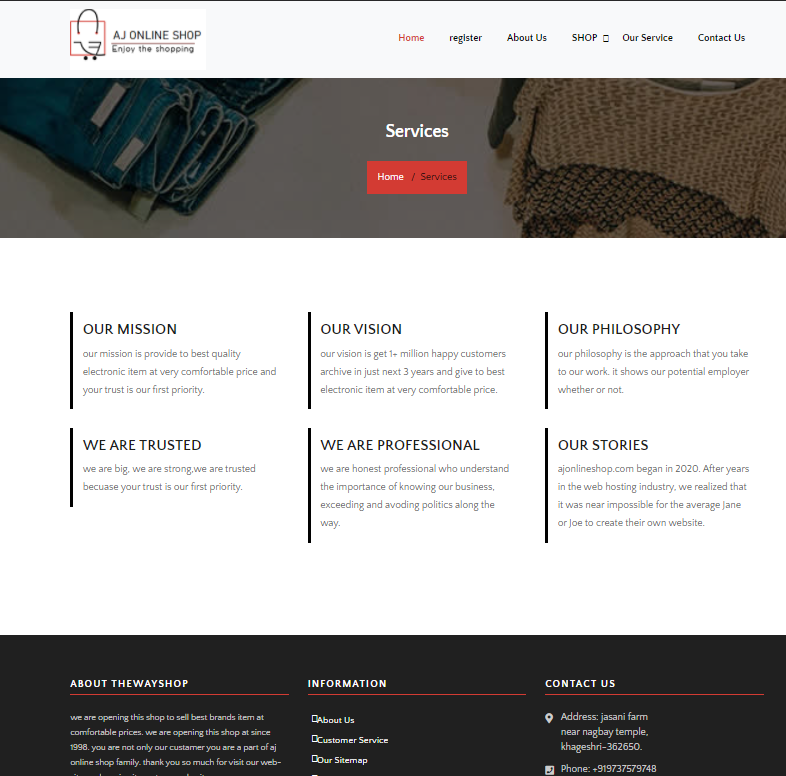 AJ ONLINE SHOP
Enjoy the shopping
Home register About Us SHOP Our Service Contact Us
Services
Home / Services
OUR MISSION
our mission is provide to best quality
electronic item at very comfortable price and
your trust is our first priority.
OUR VISION
our vision is get 1+ million happy customers
archive in just next 3 years and give to best
electronic item at very comfortable price.
OUR PHILOSOPHY
our philosophy is the approach that you take
to our work. it shows our potential employer
whether or not.
WE ARE TRUSTED
we are big, we are strong,we are trusted
becuase your trust is our first priority.
WE ARE PROFESSIONAL
we are honest professional who understand
the importance of knowing our business,
exceeding and avoding politics along the
way.
OUR STORIES
ajonlineshop.com began in 2020. After years
in the web hosting industry, we realized that
it was near impossible for the average Jane
or Joe to create their own website.
ABOUT THEWAYSHOP
we are opening this shop to sell best brands item at
comfortable prices. we are opening this shop at since
1998. you are not only our custamer you are a part of aj
online shop family. thank you so much for visit our web-
INFORMATION
About Us
Customer Service
Our Sitemap
CONTACT US
Address: jasani farm
near nagbay temple,
khageshri-362650.
Phone: +919737579748